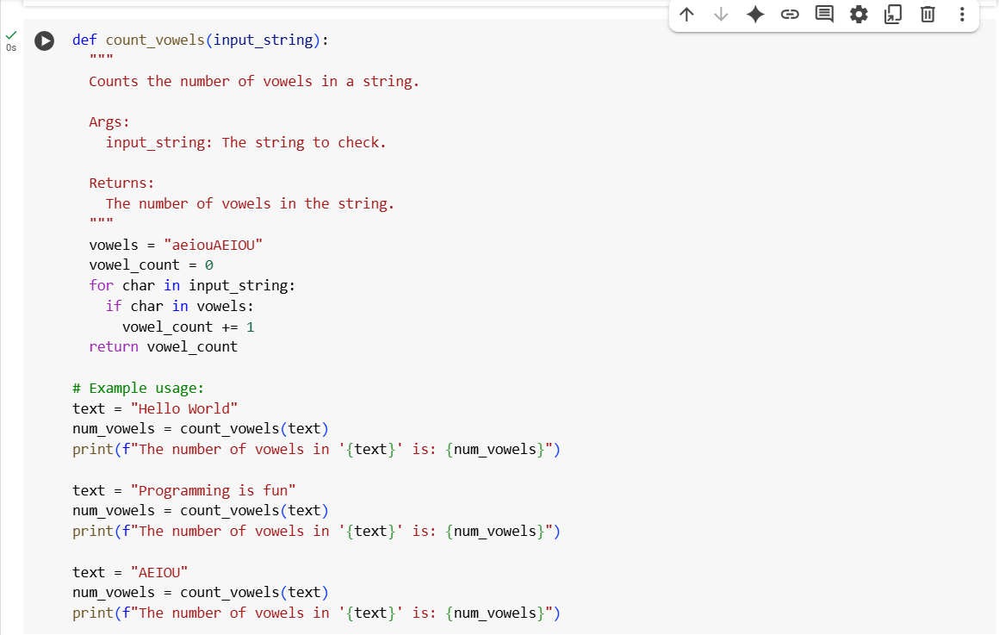 0s
def count_vowels(input_string):
  """
  Counts the number of vowels in a string.

  Args:
    input_string: The string to check.

  Returns:
    The number of vowels in the string.
  """
  vowels = "aeiouAEIOU"
  vowel_count = 0
  for char in input_string:
    if char in vowels:
      vowel_count += 1
  return vowel_count

# Example usage:
text = "Hello World"
num_vowels = count_vowels(text)
print(f"The number of vowels in '{text}' is: {num_vowels}")

text = "Programming is fun"
num_vowels = count_vowels(text)
print(f"The number of vowels in '{text}' is: {num_vowels}")

text = "AEIOU"
num_vowels = count_vowels(text)
print(f"The number of vowels in '{text}' is: {num_vowels}")